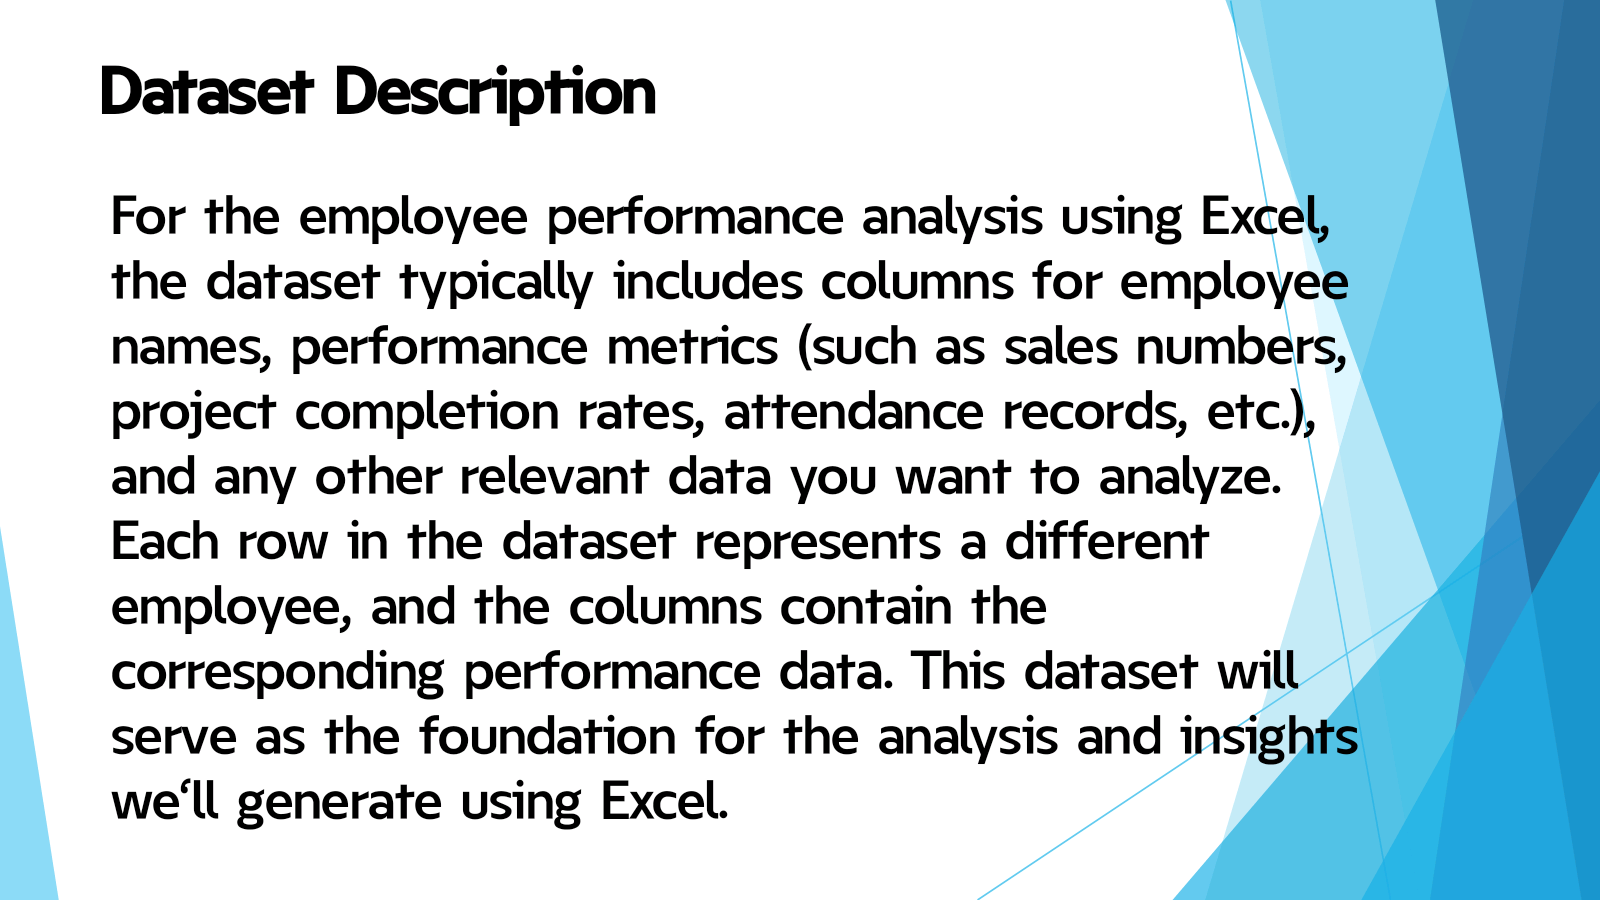 Dataset Description
For the employee performance analysis using Excel,
the dataset typically includes columns for employee
names, performance metrics (such as sales numbers,
project completion rates, attendance records, etc.),
and any other relevant data you want to analyze.
Each row in the dataset represents a different
employee, and the columns contain the
corresponding performance data. This dataset will
serve as the foundation for the analysis and insights
we‘ll generate using Excel.